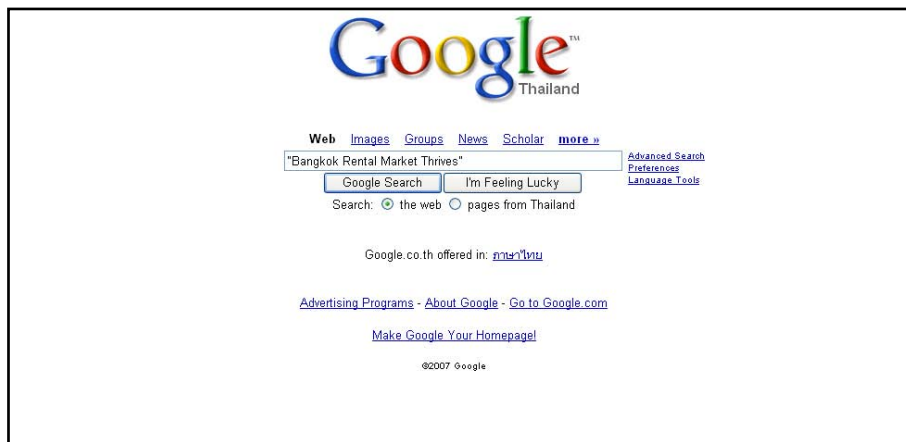 Google™
Thailand
Web Images Groups News Scholar more »
"Bangkok Rental Market Thrives"
Advanced Search
Preferences
Language Tools
Google Search I'm Feeling Lucky
Search: the web pages from Thailand
Google.co.th offered in: ภาษาไทย
Advertising Programs - About Google - Go to Google.com
Make Google Your Homepage!
©2007 Google